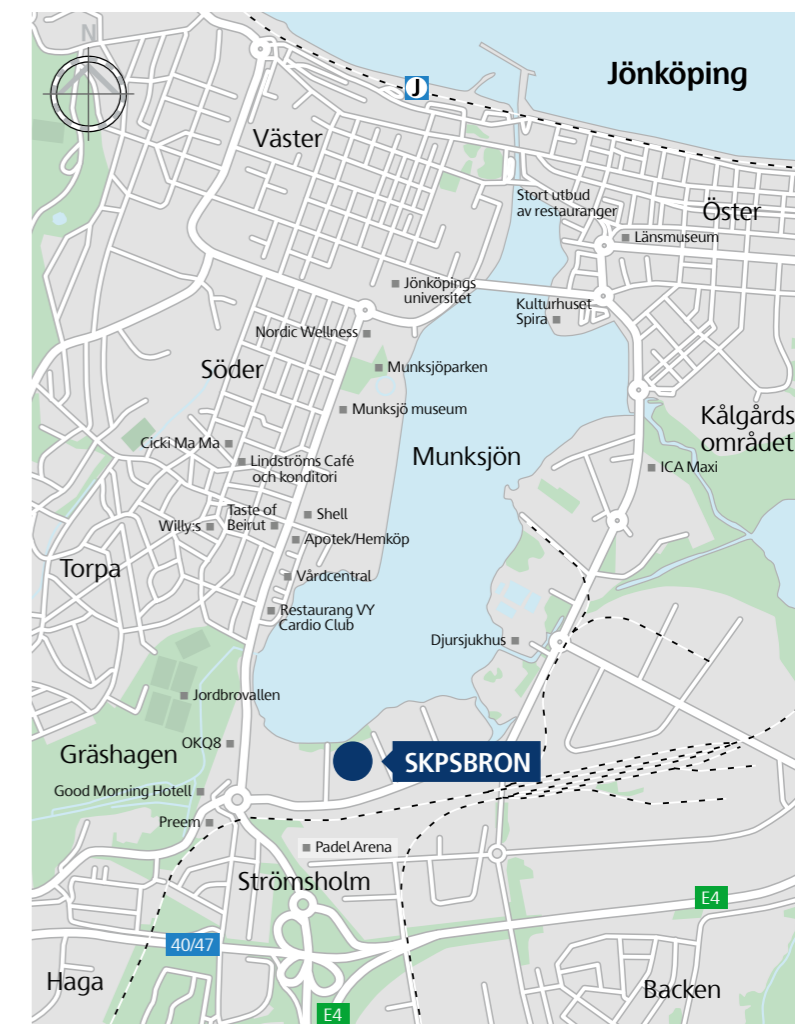 N
Jönköping
J
Väster
Stort utbud
av restauranger
Öster
Länsmuseum
Jönköpings
universitet
Kulturhuset
Spira
Nordic Wellness
Söder
Munksjöparken
Munksjö museum
Kålgårds
området
Cicki Ma Ma
Munksjön
Lindströms Café
och konditori
ICA Maxi
Taste of
Beirut
Willy:s
Shell
Apotek/Hemköp
Torpa
Vårdcentral
Restaurang VY
Cardio Club
Djursjukhus
Jordbrovallen
OKQ8
Gräshagen
SKPSBRON
Good Morning Hotell
Preem
Padel Arena
Strömsholm
E4
40/47
Haga
Backen
E4